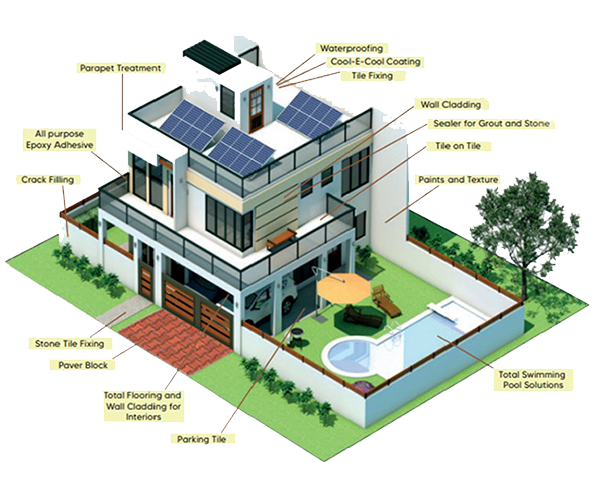 Waterproofing
Cool-E-Cool Coating
Tile Fixing
Parapet Treatment
Wall Cladding
Sealer for Grout and Stone
All purpose
Epoxy Adhesive
Tile on Tile
Crack Filling
Paints and Texture
Stone Tile Fixing
Paver Block
Total Flooring and
Wall Cladding for
Interiors
Parking Tile
Total Swimming
Pool Solutions